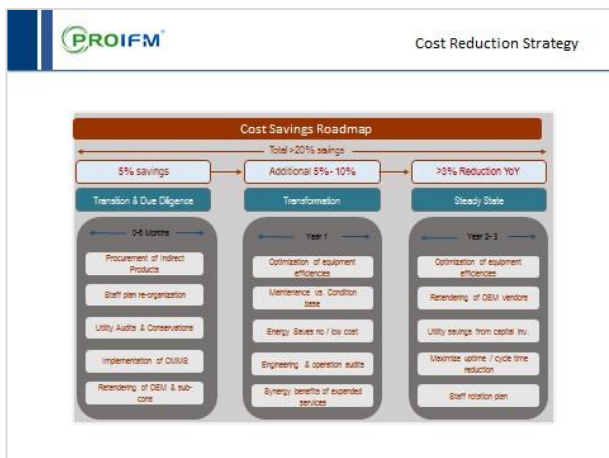 PROIFM
Cost Reduction Strategy
Cost Savings Roadmap
Total >20% savings
5% savings
Additional 5%- 10%
>3% Reduction YoY
Transition & Due Diligence
Transformation
Steady State
0-6 Months
Year 1
Year 2- 3
Procurement of Indirect
Products
Staff plan re-organization
Utility Audits & Conservations
Implementation of CMMS
Retendering of OEM & sub-
cons
Optimization of equipment
efficiencies
Maintenance vs. Condition
base
Energy Saves no / low cost
Engineering & operation audits
Synergy benefits of expended
services
Optimization of equipment
efficiencies
Retendering of OEM vendors
Utility savings from capital inv.
Maximize uptime / cycle time
reduction
Staff rotation plan